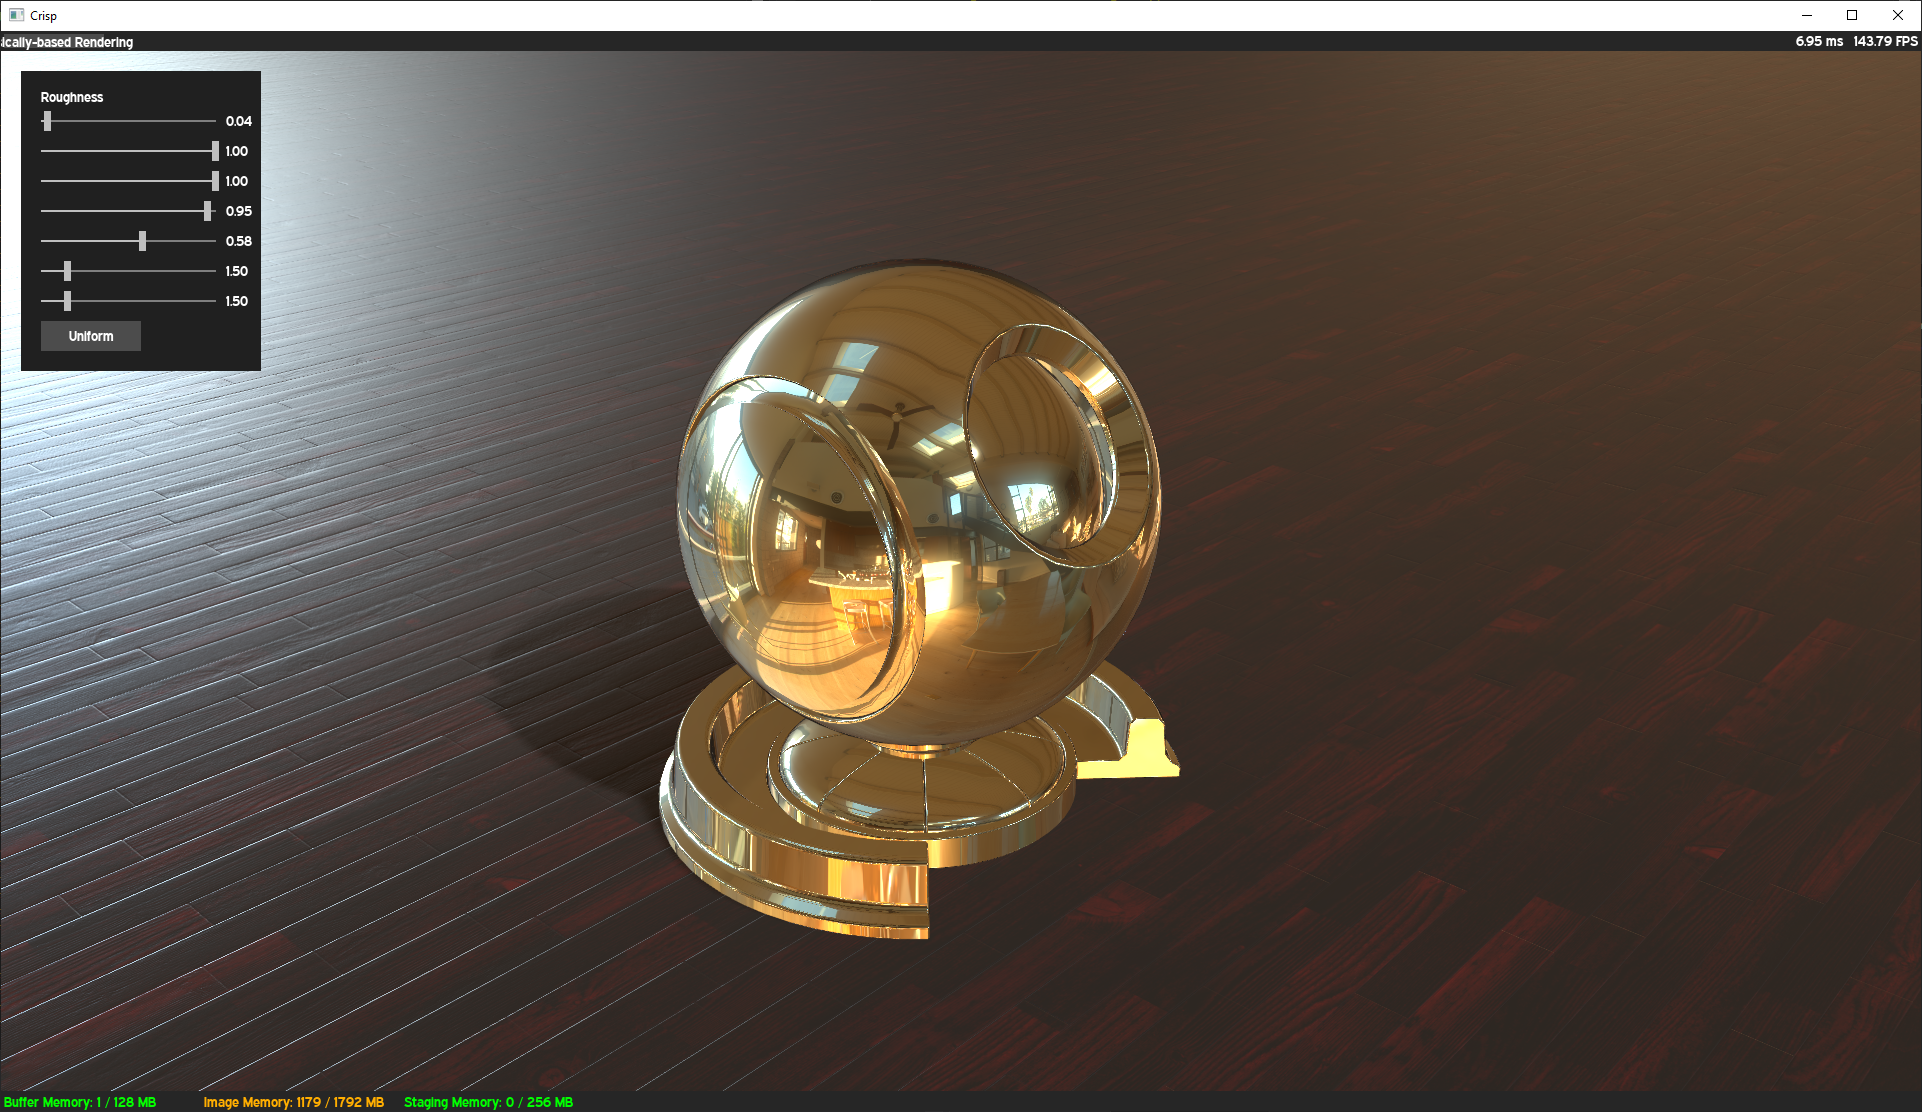 Crisp
ically-based Rendering
6.95 ms 143.79 FPS
Roughness
0.04
1.00
1.00
0.95
0.58
1.50
1.50
Uniform
Buffer Memory: 1 / 128 MB Image Memory: 1179 / 1792 MB Staging Memory: 0 / 256 MB